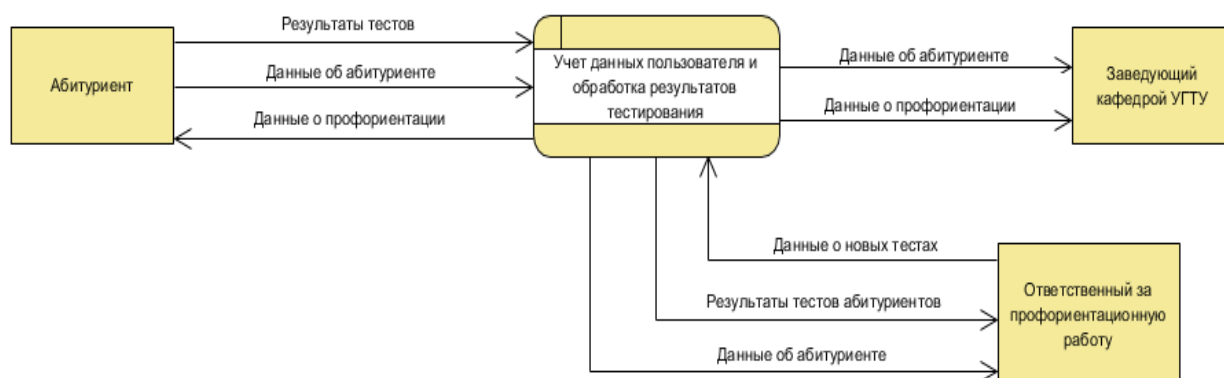 Результаты тестов
Абитуриент
Данные об абитуриенте
Данные о профориентации
Учет данных пользователя и
обработка результатов
тестирования
Данные об абитуриенте
Данные о профориентации
Заведующий
кафедрой УГТУ
Данные о новых тестах
Результаты тестов абитуриентов
Данные об абитуриенте
Ответственный за
профориентационную
работу